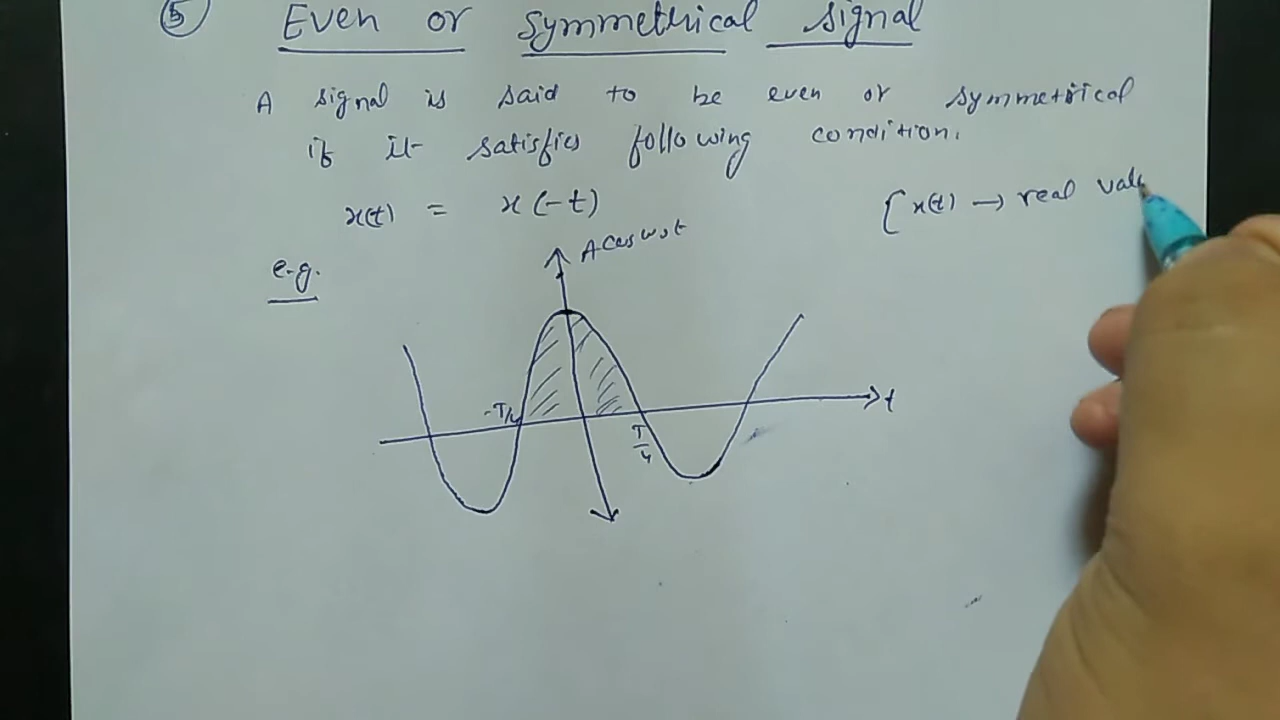 ⑤ Even or Symmetrical signal
A signal is said to be even or symmetrical
if it satisfies following condition.
x(t) = x(-t)
[x(t) → real val
e.g.
A cos ω₀t
-T/4
t
T/4